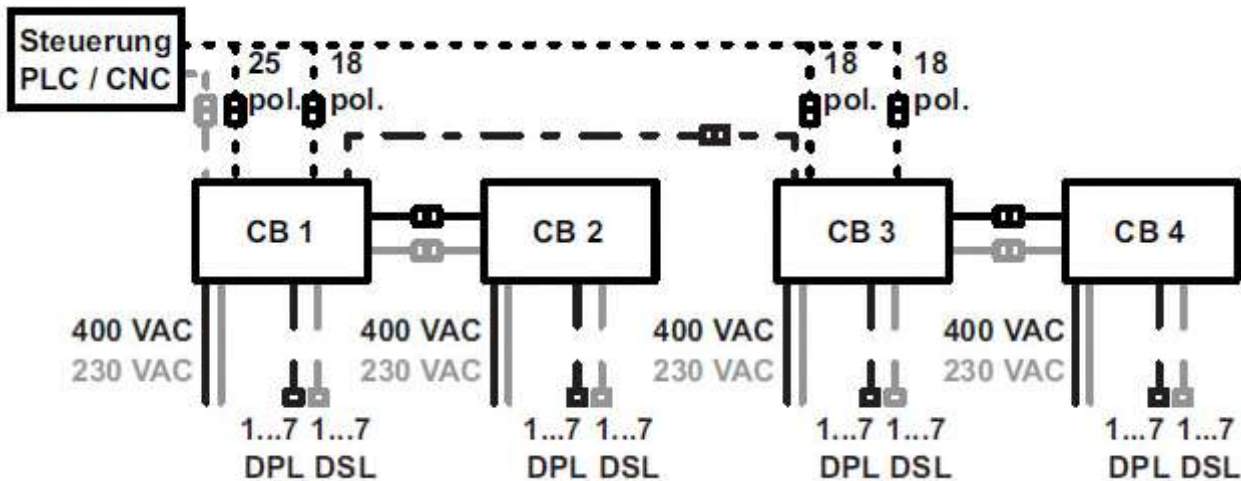 Steuerung
PLC / CNC
25
pol.
18
pol.
18
pol.
18
pol.
CB 1
CB 2
CB 3
CB 4
400 VAC
230 VAC
400 VAC
230 VAC
400 VAC
230 VAC
400 VAC
230 VAC
1...7 1...7
DPL DSL
1...7 1...7
DPL DSL
1...7 1...7
DPL DSL
1...7 1...7
DPL DSL